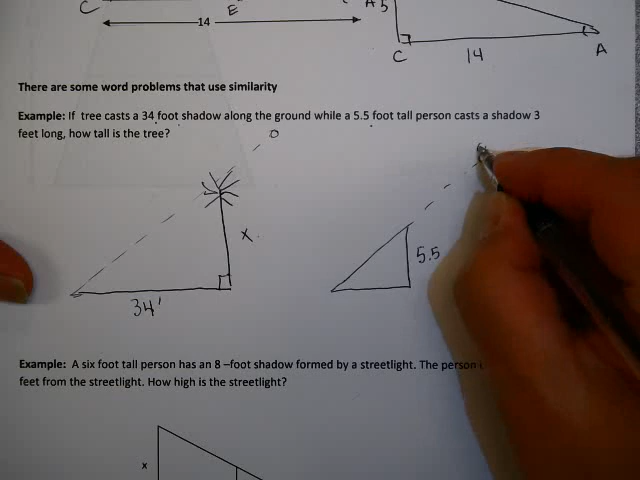 C
E
14
A
5
C
14
A
There are some word problems that use similarity
Example: If tree casts a 34 foot shadow along the ground while a 5.5 foot tall person casts a shadow 3
feet long, how tall is the tree?
x
5.5
34'
Example: A six foot tall person has an 8 –foot shadow formed by a streetlight. The person
feet from the streetlight. How high is the streetlight?
x